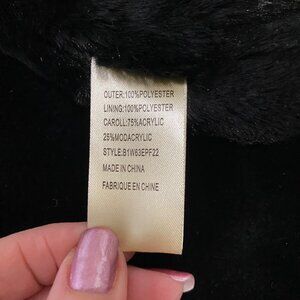 OUTER:100%POLYESTER
LINING:100%POLYESTER
CAROLL:75%ACRYLIC
25%MODACRYLIC
STYLE:B1W63EPF22
MADE IN CHINA
FABRIQUE EN CHINE